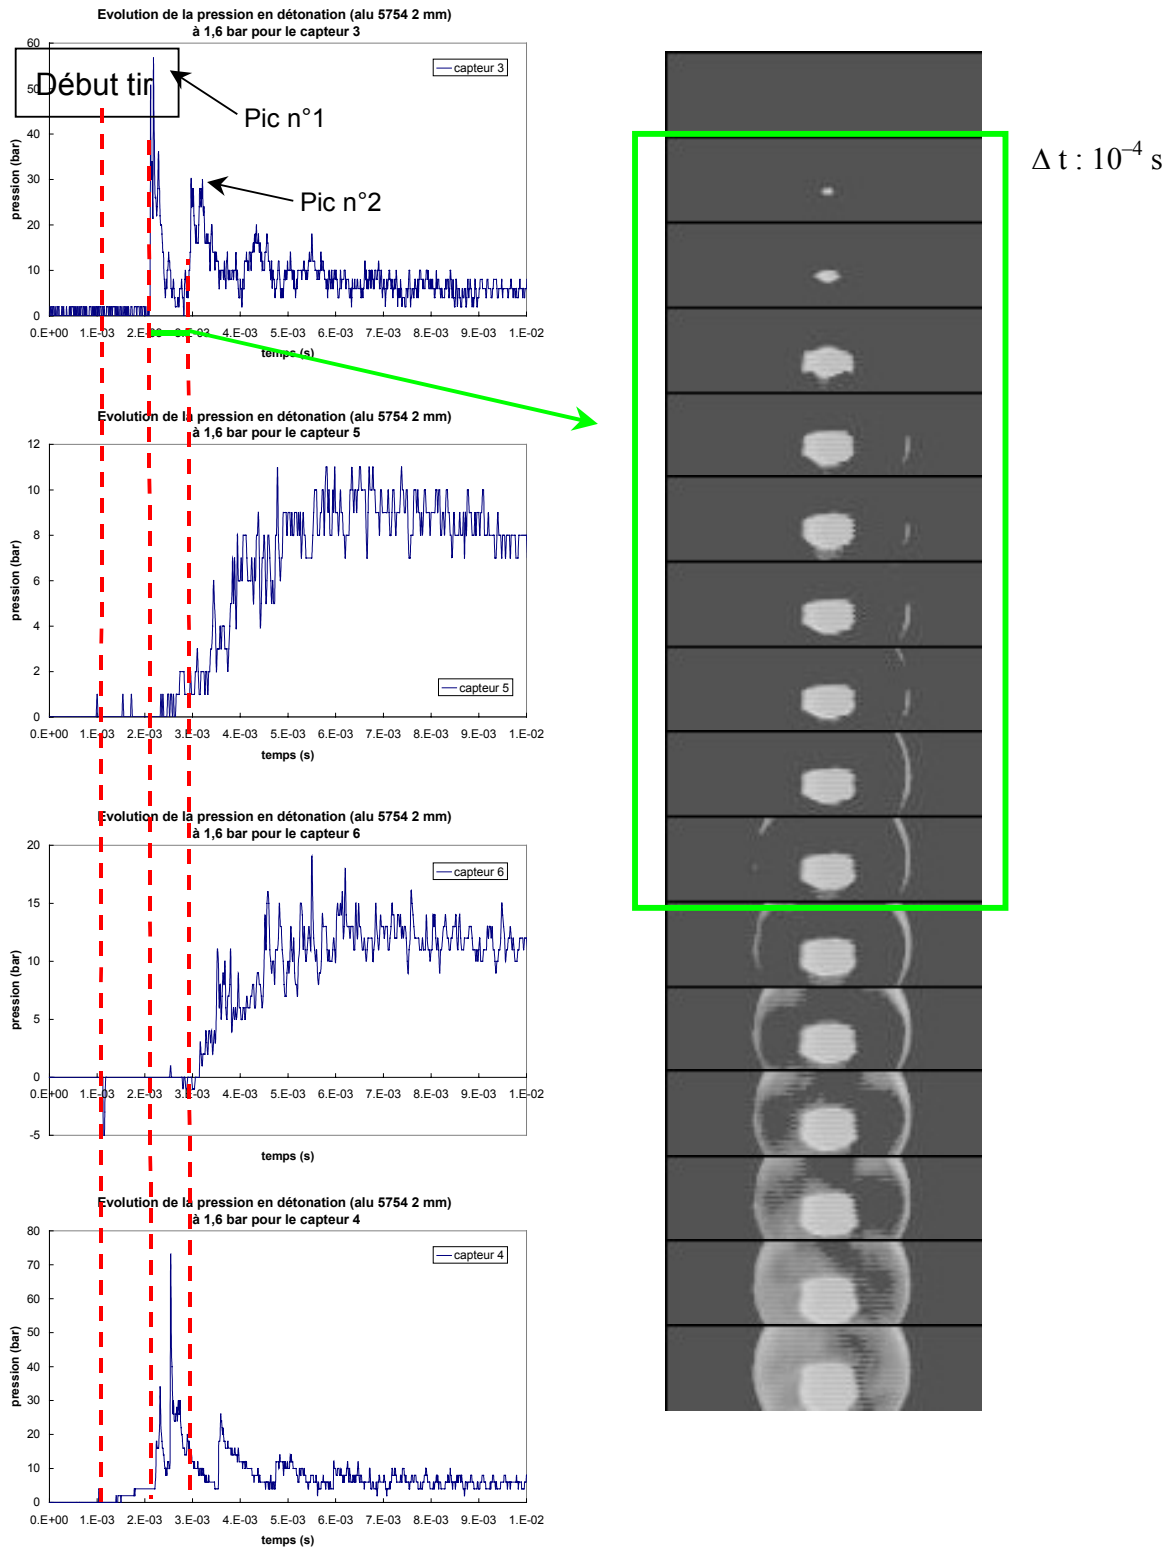 Evolution de la pression en détonation (alu 5754 2 mm)
à 1,6 bar pour le capteur 3
Début tir
Pic n°1
Pic n°2
capteur 3
pression (bar)
60
50
40
30
20
10
0
0.E+00 1.E-03 2.E-03 3.E-03 4.E-03 5.E-03 6.E-03 7.E-03 8.E-03 9.E-03 1.E-02
temps (s)
Evolution de la pression en détonation (alu 5754 2 mm)
à 1,6 bar pour le capteur 5
pression (bar)
12
10
8
6
4
2
0
capteur 5
0.E+00 1.E-03 2.E-03 3.E-03 4.E-03 5.E-03 6.E-03 7.E-03 8.E-03 9.E-03 1.E-02
temps (s)
Evolution de la pression en détonation (alu 5754 2 mm)
à 1,6 bar pour le capteur 6
capteur 6
pression (bar)
20
15
10
5
0
-5
0.E+00 1.E-03 2.E-03 3.E-03 4.E-03 5.E-03 6.E-03 7.E-03 8.E-03 9.E-03 1.E-02
temps (s)
Evolution de la pression en détonation (alu 5754 2 mm)
à 1,6 bar pour le capteur 4
capteur 4
pression (bar)
80
70
60
50
40
30
20
10
0
0.E+00 1.E-03 2.E-03 3.E-03 4.E-03 5.E-03 6.E-03 7.E-03 8.E-03 9.E-03 1.E-02
temps (s)
Δ t : 10⁻⁴ s